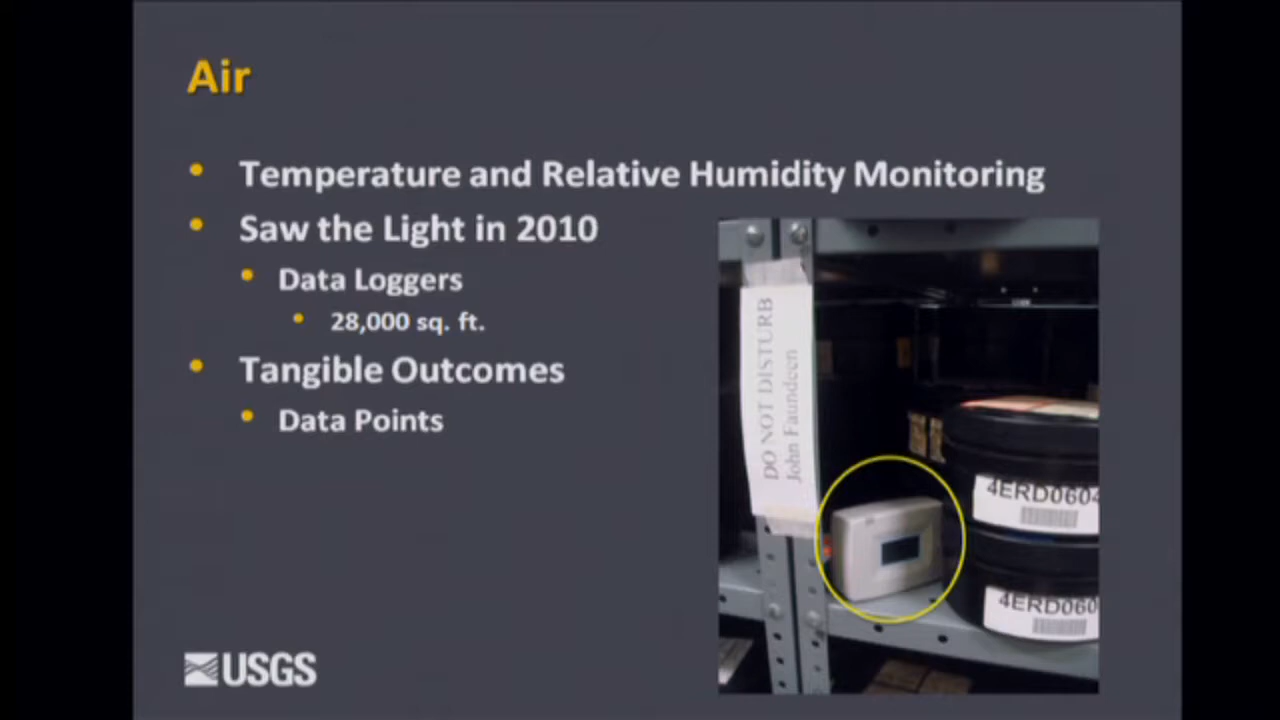 Air
Temperature and Relative Humidity Monitoring
Saw the Light in 2010
Data Loggers
28,000 sq. ft.
Tangible Outcomes
Data Points
DO NOT DISTURB
John Faundeen
4ERD0604
4ERD060
USGS